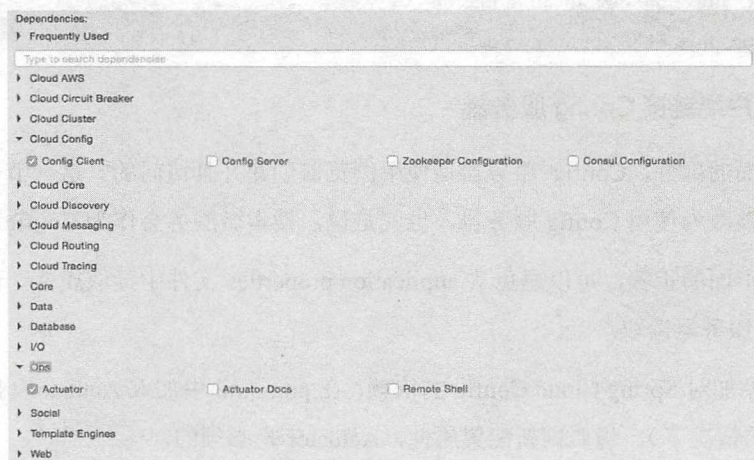 Dependencies:
Frequently Used
Type to search dependencies
Cloud AWS
Cloud Circuit Breaker
Cloud Cluster
Cloud Config
Config Client Config Server Zookeeper Configuration Consul Configuration
Cloud Core
Cloud Discovery
Cloud Messaging
Cloud Routing
Cloud Tracing
Core
Data
Database
I/O
Ops
Actuator Actuator Docs Remote Shell
Social
Template Engines
Web